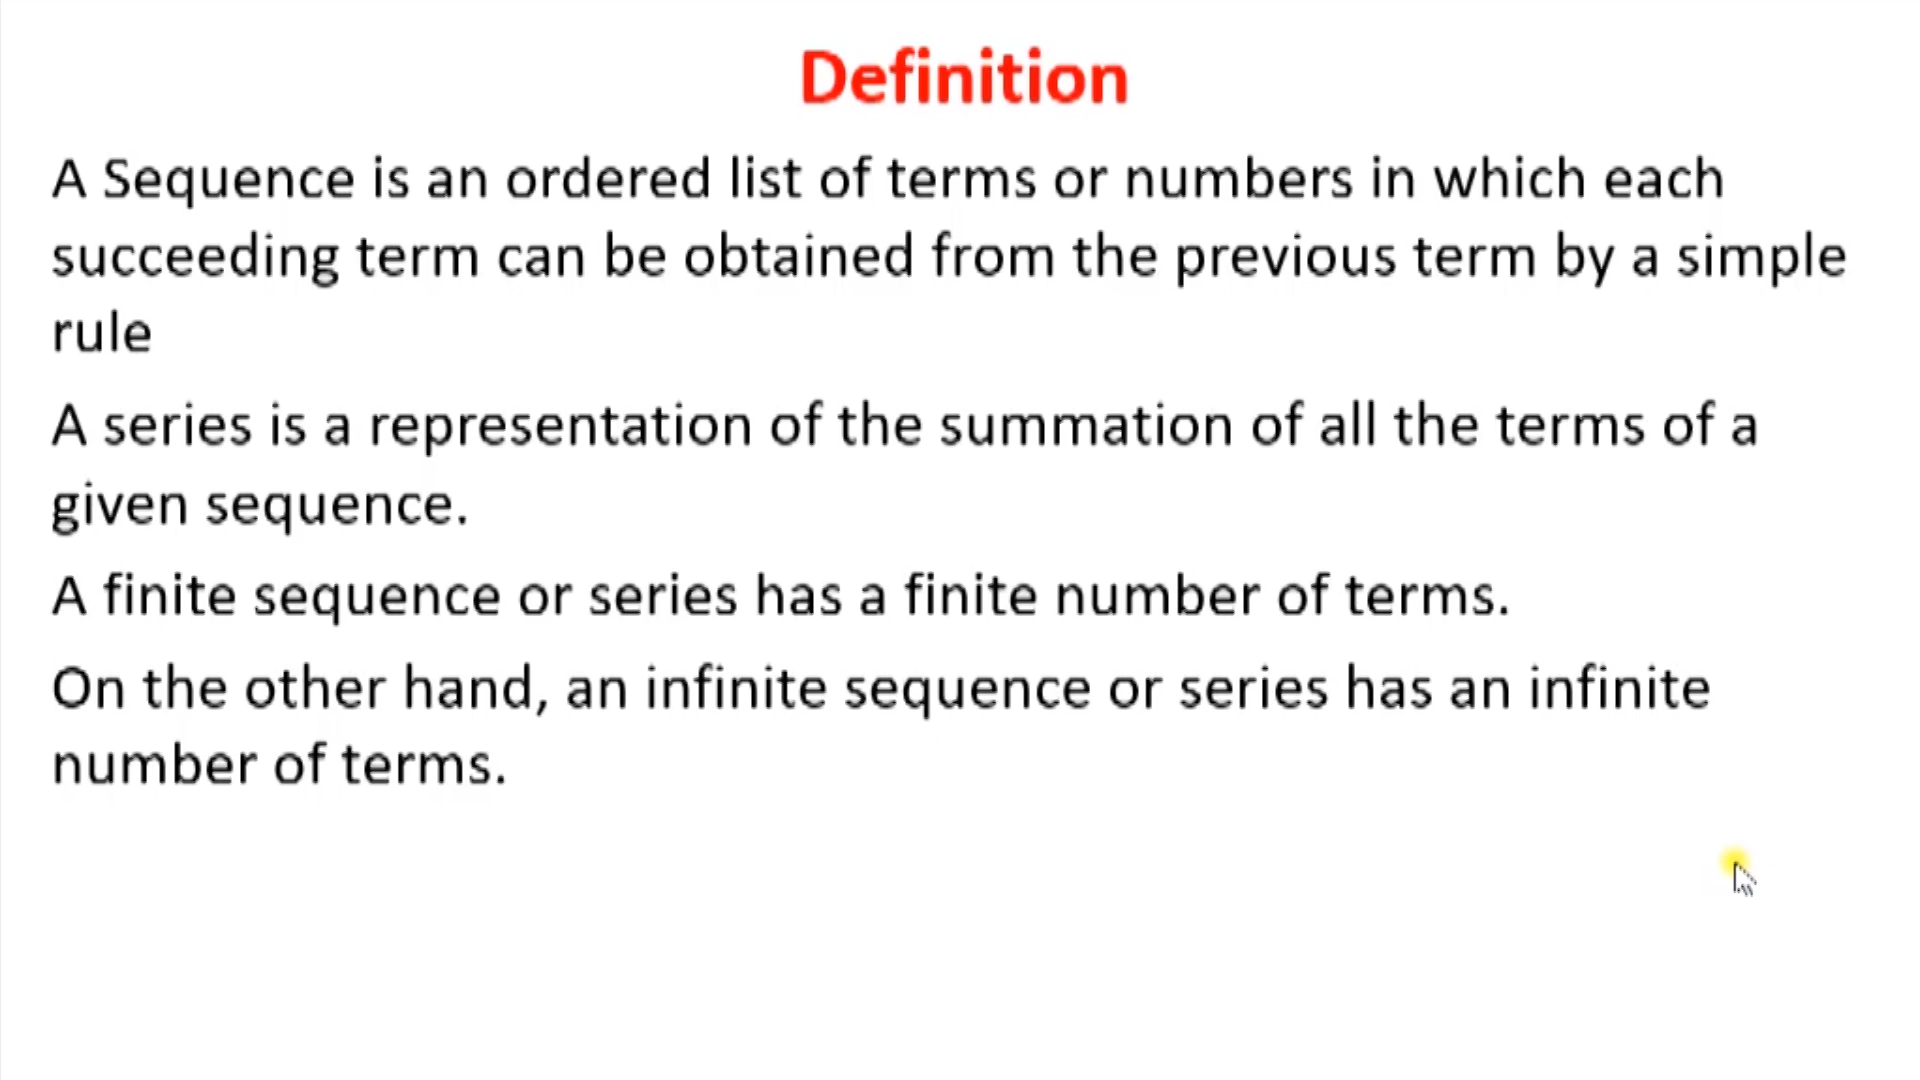 Definition
A Sequence is an ordered list of terms or numbers in which each
succeeding term can be obtained from the previous term by a simple
rule
A series is a representation of the summation of all the terms of a
given sequence.
A finite sequence or series has a finite number of terms.
On the other hand, an infinite sequence or series has an infinite
number of terms.